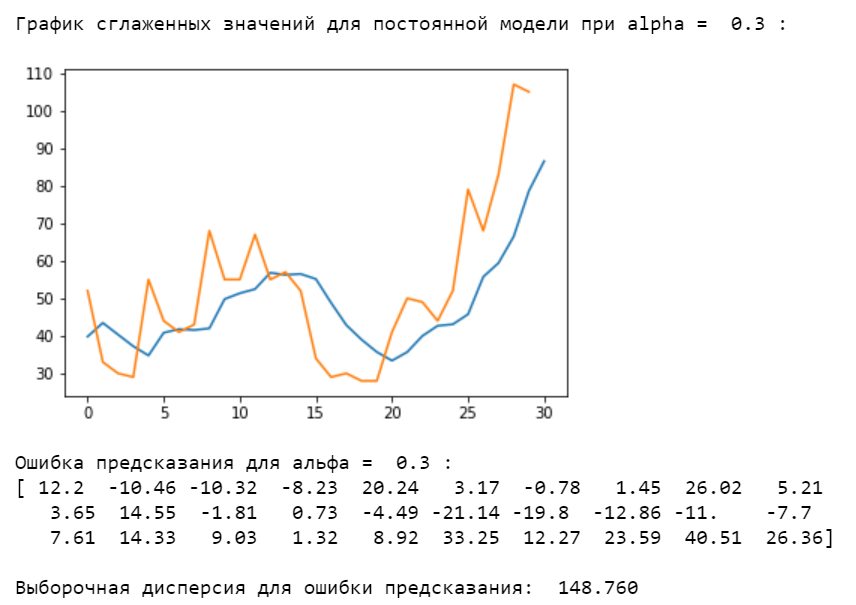 График сглаженных значений для постоянной модели при alpha =  0.3 :
110
100
90
80
70
60
50
40
30
0 5 10 15 20 25 30
Ошибка предсказания для альфа =  0.3 :
[ 12.2  -10.46 -10.32  -8.23  20.24   3.17  -0.78   1.45  26.02   5.21
   3.65  14.55  -1.81   0.73  -4.49 -21.14 -19.8  -12.86 -11.    -7.7
   7.61  14.33   9.03   1.32   8.92  33.25  12.27  23.59  40.51  26.36]
Выборочная дисперсия для ошибки предсказания:  148.760